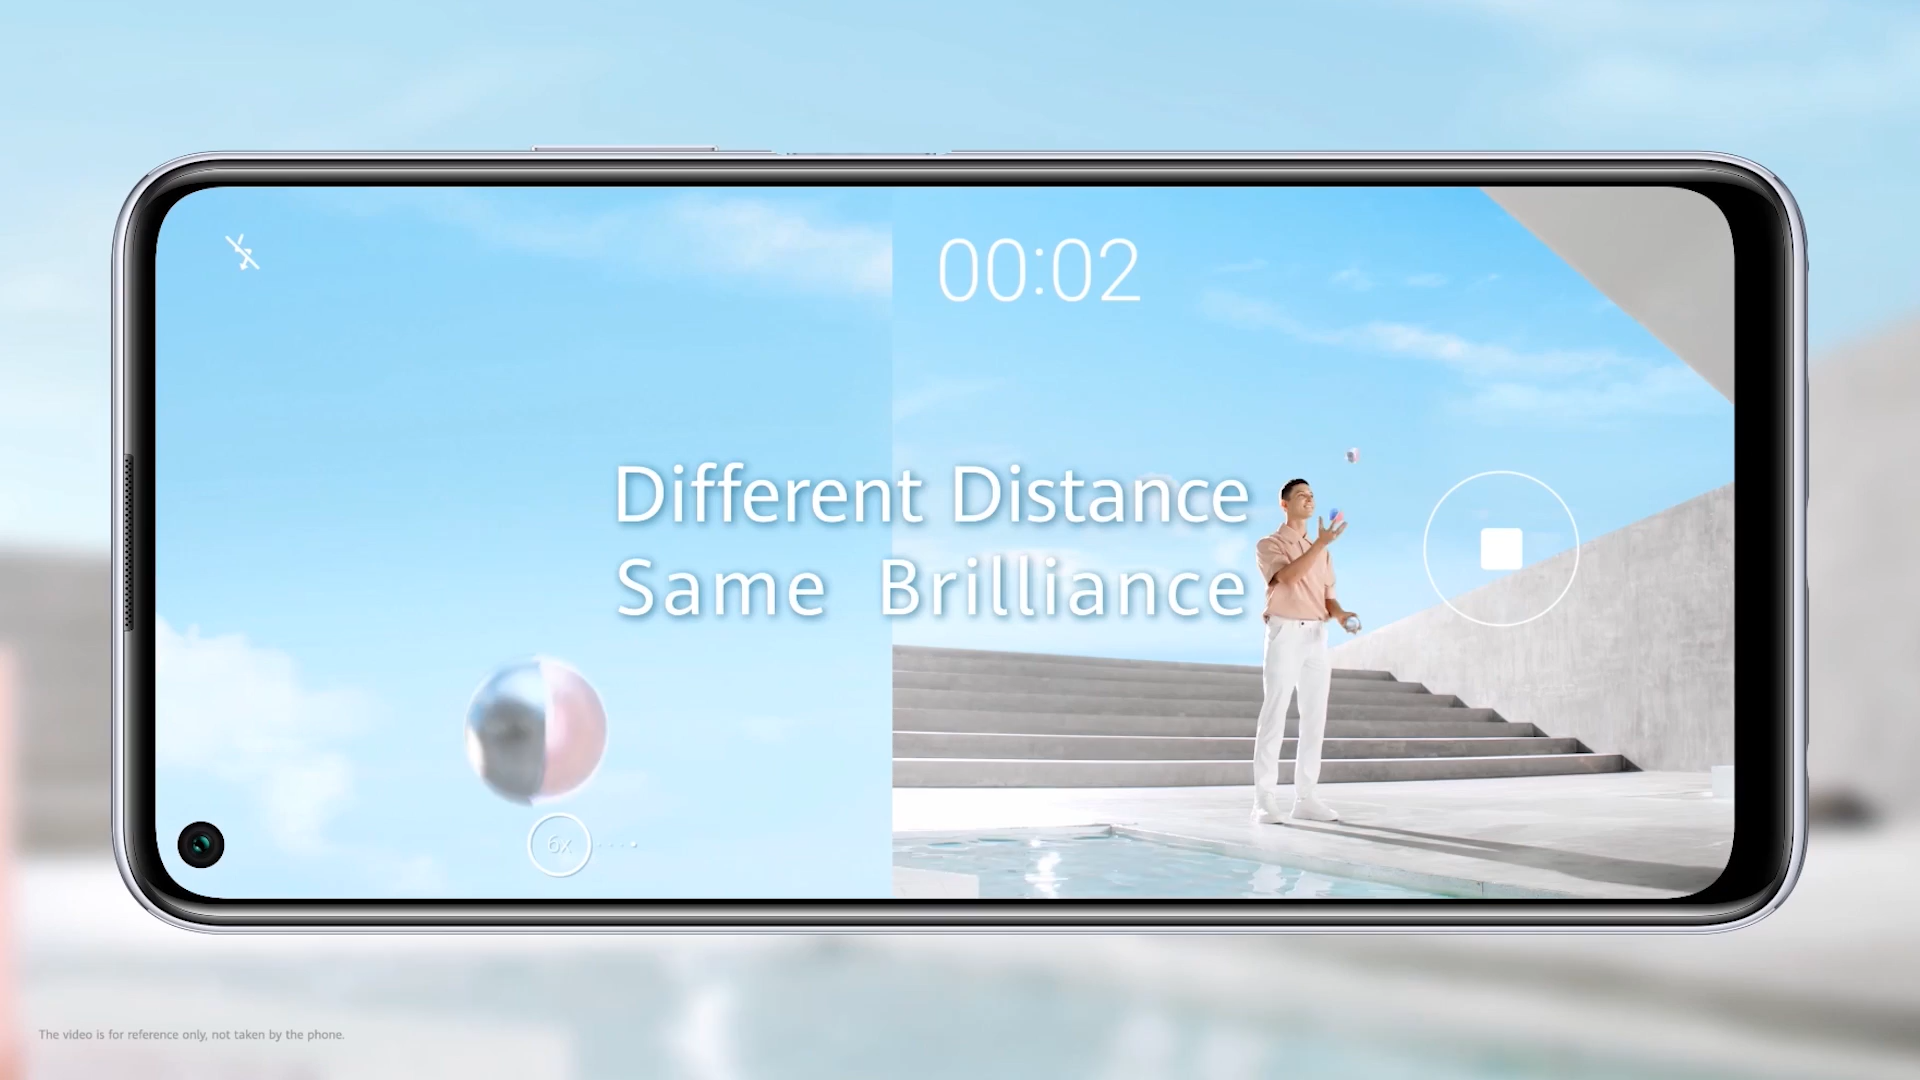 00:02
Different Distance
Same Brilliance
6x
The video is for reference only, not taken by the phone.